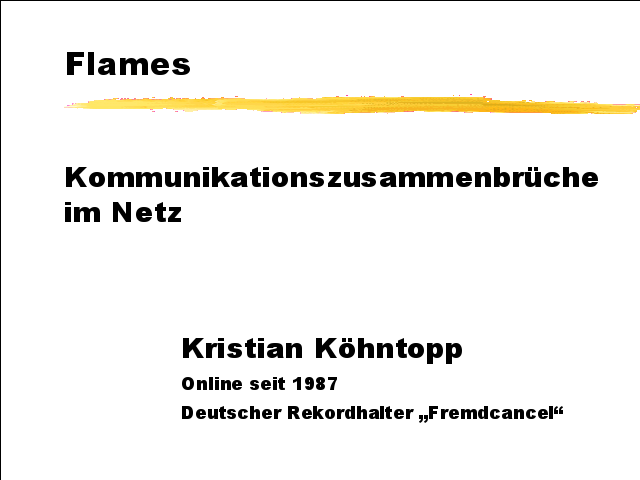 Flames
Kommunikationszusammenbrüche
im Netz
Kristian Köhntopp
Online seit 1987
Deutscher Rekordhalter „Fremdcancel“